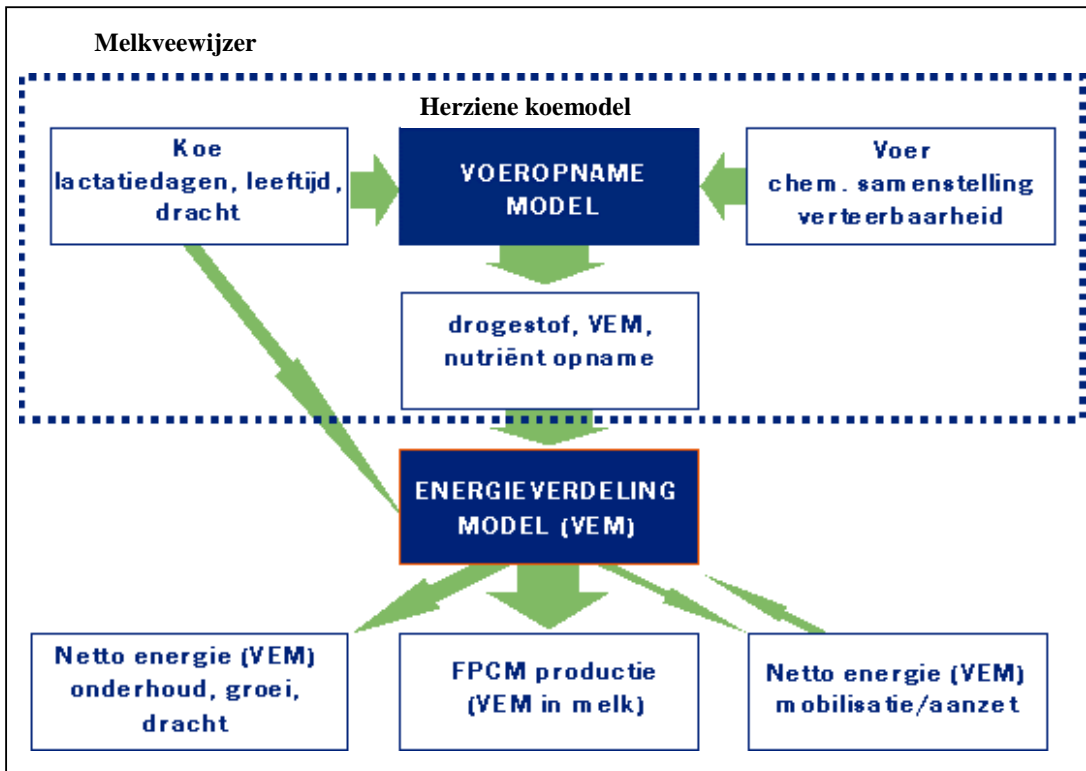 Melkveewijzer
Herziene koemodel
Koe
lactatiedagen, leeftijd,
dracht
VOEROPNAME
MODEL
Voer
chem. samenstelling
verteerbaarheid
drogestof, VEM,
nutriënt opname
ENERGIEVERDELING
MODEL (VEM)
Netto energie (VEM)
onderhoud, groei,
dracht
FPCM productie
(VEM in melk)
Netto energie (VEM)
mobilisatie/aanzet